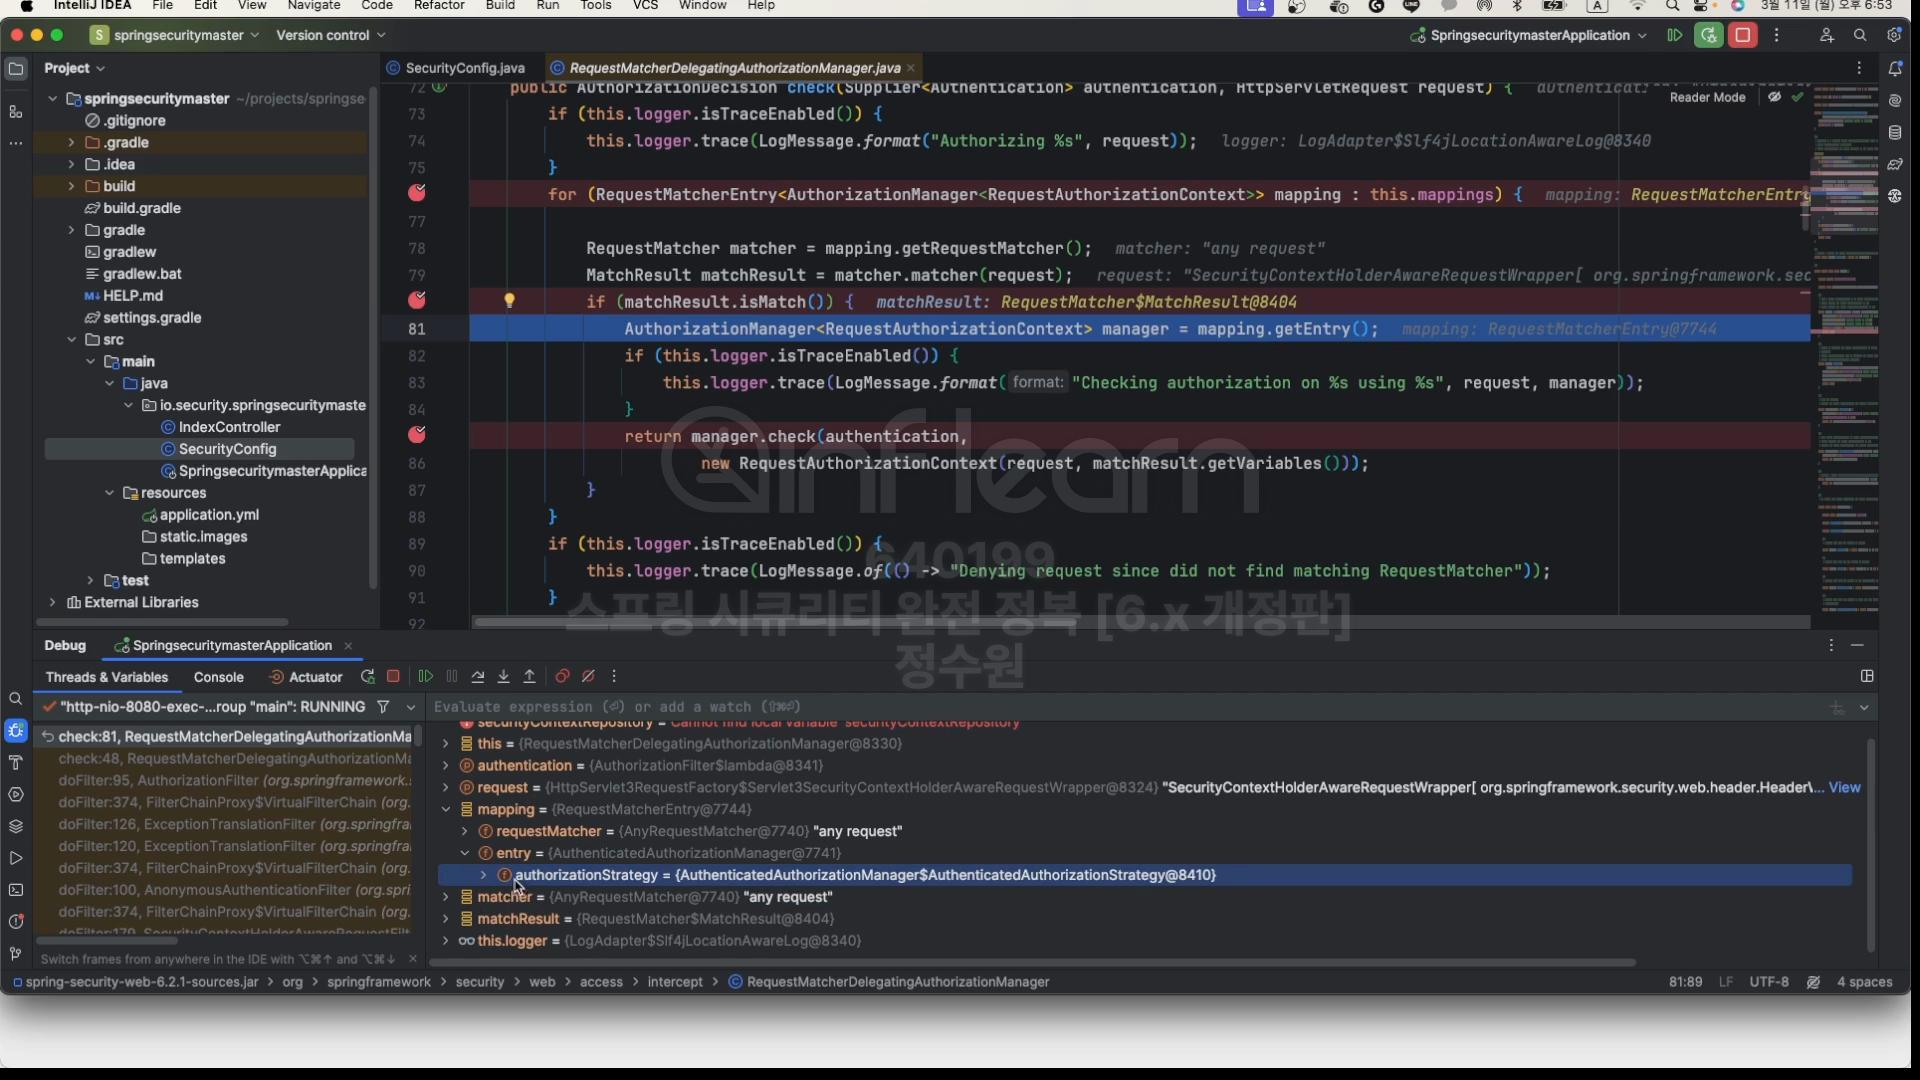 IntelliJ IDEA File Edit View Navigate Code Refactor Build Run Tools VCS Window Help A 3월 11일 (월) 오후 6:53
S springsecuritymaster Version control SpringsecuritymasterApplication
Project SecurityConfig.java RequestMatcherDelegatingAuthorizationManager.java
Reader Mode
springsecuritymaster ~/projects/springse
.gitignore
.gradle
.idea
build
build.gradle
gradle
gradlew
gradlew.bat
M↓ HELP.md
settings.gradle
src
main
java
io.security.springsecuritymaste
IndexController
SecurityConfig
SpringsecuritymasterApplica
resources
application.yml
static.images
templates
test
External Libraries
72 public AuthorizationDecision check(Supplier<Authentication> authentication, HttpServletRequest request) {
73 if (this.logger.isTraceEnabled()) {
74 this.logger.trace(LogMessage.format("Authorizing %s", request)); logger: LogAdapter$Slf4jLocationAwareLog@8340
75 }
for (RequestMatcherEntry<AuthorizationManager<RequestAuthorizationContext>> mapping : this.mappings) { mapping: RequestMatcherEntry
77
78 RequestMatcher matcher = mapping.getRequestMatcher(); matcher: "any request"
79 MatchResult matchResult = matcher.matcher(request); request: "SecurityContextHolderAwareRequestWrapper[ org.springframework.sec
if (matchResult.isMatch()) { matchResult: RequestMatcher$MatchResult@8404
81 AuthorizationManager<RequestAuthorizationContext> manager = mapping.getEntry(); mapping: RequestMatcherEntry@7744
82 if (this.logger.isTraceEnabled()) {
83 this.logger.trace(LogMessage.format( format: "Checking authorization on %s using %s", request, manager));
84 }
return manager.check(authentication,
86 new RequestAuthorizationContext(request, matchResult.getVariables()));
87 }
88 }
89 if (this.logger.isTraceEnabled()) {
90 this.logger.trace(LogMessage.of(() -> "Denying request since did not find matching RequestMatcher"));
91 }
92
inflearn
640199
스프링 시큐리티 완전 정복 [6.x 개정판]
정수원
Debug SpringsecuritymasterApplication
Threads & Variables Console Actuator
"http-nio-8080-exec-...roup "main": RUNNING
check:81, RequestMatcherDelegatingAuthorizationMa
check:48, RequestMatcherDelegatingAuthorizationMa
doFilter:95, AuthorizationFilter (org.springframework.
doFilter:374, FilterChainProxy$VirtualFilterChain (org.
doFilter:126, ExceptionTranslationFilter (org.springfra
doFilter:120, ExceptionTranslationFilter (org.springfra
doFilter:374, FilterChainProxy$VirtualFilterChain (org.
doFilter:100, AnonymousAuthenticationFilter (org.spri
doFilter:374, FilterChainProxy$VirtualFilterChain (org.
doFilter:179, SecurityContextHolderAwareRequestFilt
Switch frames from anywhere in the IDE with ⌥⌘↑ and ⌥⌘↓
Evaluate expression (⏎) or add a watch (⇧⌘⏎)
securityContextRepository = Cannot find local variable 'securityContextRepository'
this = {RequestMatcherDelegatingAuthorizationManager@8330}
authentication = {AuthorizationFilter$lambda@8341}
request = {HttpServlet3RequestFactory$Servlet3SecurityContextHolderAwareRequestWrapper@8324} "SecurityContextHolderAwareRequestWrapper[ org.springframework.security.web.header.Header\... View
mapping = {RequestMatcherEntry@7744}
requestMatcher = {AnyRequestMatcher@7740} "any request"
entry = {AuthenticatedAuthorizationManager@7741}
authorizationStrategy = {AuthenticatedAuthorizationManager$AuthenticatedAuthorizationStrategy@8410}
matcher = {AnyRequestMatcher@7740} "any request"
matchResult = {RequestMatcher$MatchResult@8404}
this.logger = {LogAdapter$Slf4jLocationAwareLog@8340}
spring-security-web-6.2.1-sources.jar > org > springframework > security > web > access > intercept > RequestMatcherDelegatingAuthorizationManager 81:89 LF UTF-8 4 spaces